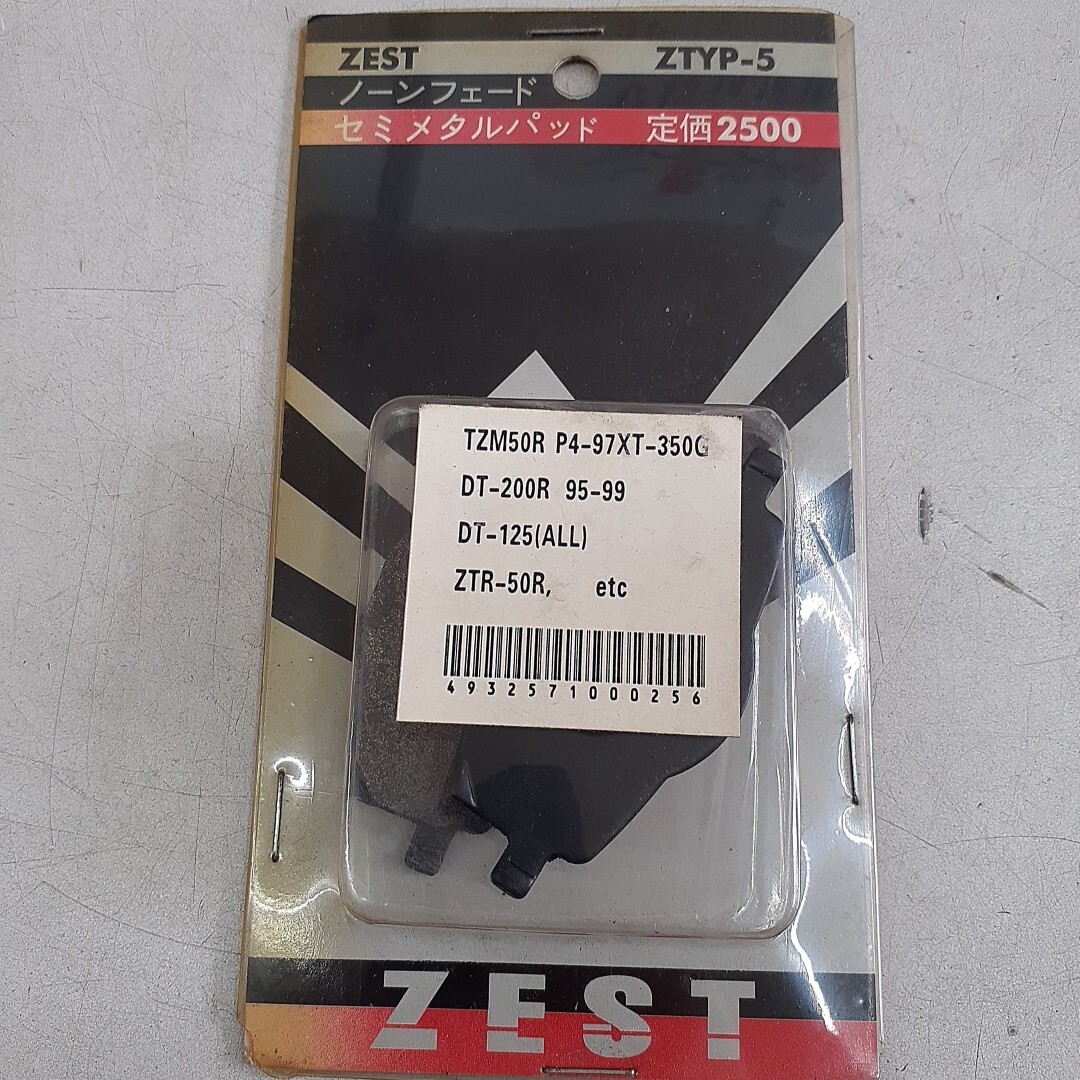 ZEST ZTYP-5
ノーンフェード
セミメタルパッド 定価2500
TZM50R P4-97XT-350G
DT-200R 95-99
DT-125(ALL)
ZTR-50R, etc
4932571000256
ZEST